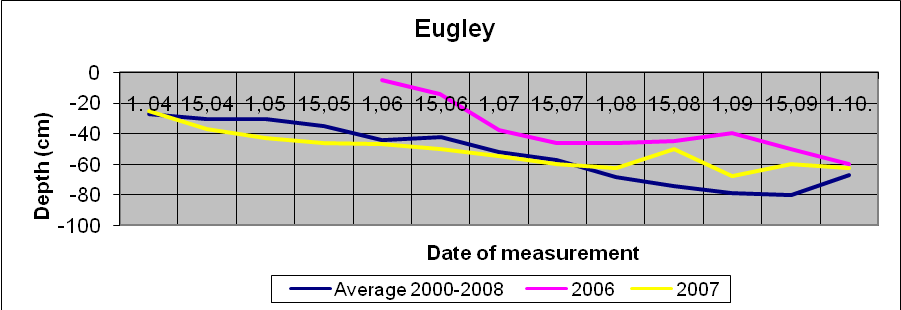 Eugley
0
-20
-40
-60
-80
-100
Depth (cm)
1. 04 15,04 1,05 15,05 1,06 15,06 1,07 15,07 1,08 15,08 1,09 15,09 1.10.
Date of measurement
Average 2000-2008 2006 2007